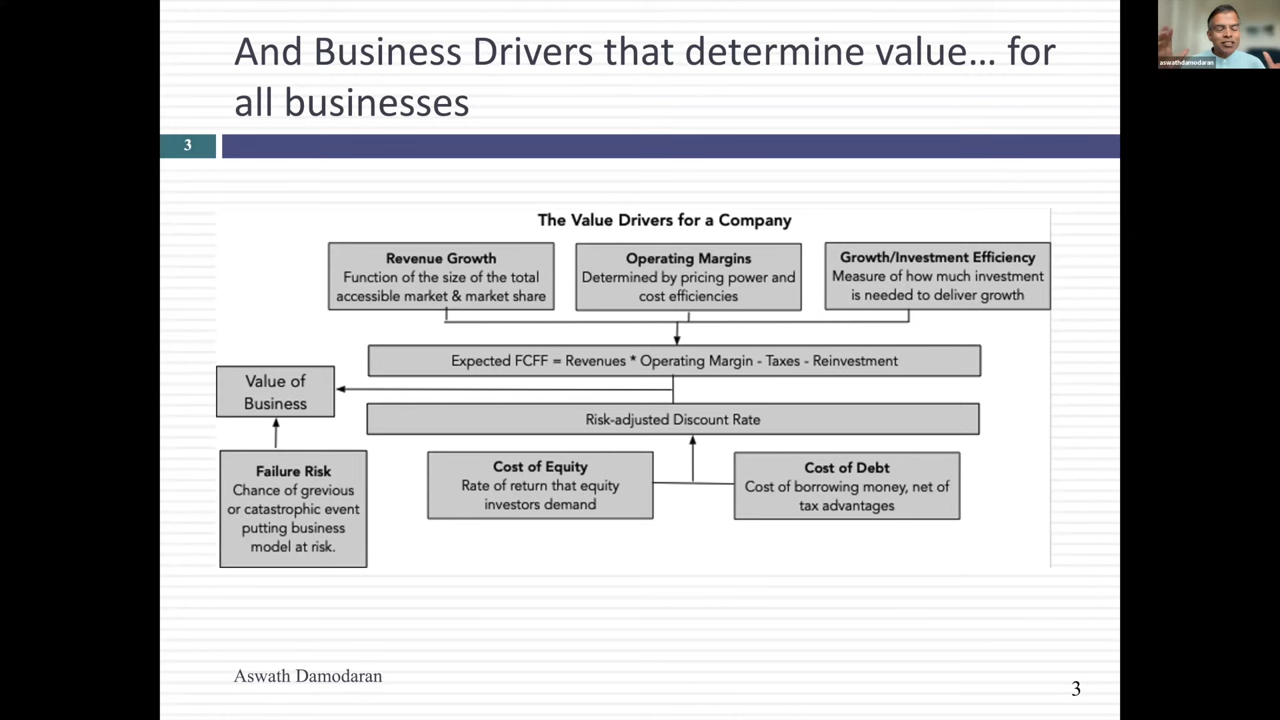 And Business Drivers that determine value… for
all businesses
aswathdamodaran
3
The Value Drivers for a Company
Revenue Growth
Function of the size of the total
accessible market & market share
Operating Margins
Determined by pricing power and
cost efficiencies
Growth/Investment Efficiency
Measure of how much investment
is needed to deliver growth
Expected FCFF = Revenues * Operating Margin - Taxes - Reinvestment
Value of
Business
Risk-adjusted Discount Rate
Failure Risk
Chance of grevious
or catastrophic event
putting business
model at risk.
Cost of Equity
Rate of return that equity
investors demand
Cost of Debt
Cost of borrowing money, net of
tax advantages
Aswath Damodaran
3